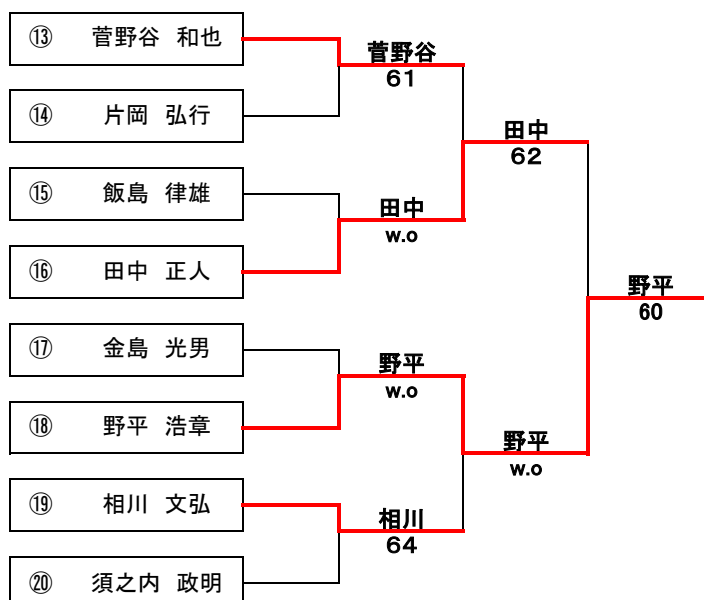 ⑬ 菅野谷 和也
⑭ 片岡 弘行
⑮ 飯島 律雄
⑯ 田中 正人
⑰ 金島 光男
⑱ 野平 浩章
⑲ 相川 文弘
⑳ 須之内 政明
菅野谷
61
田中
w.o
野平
w.o
相川
64
田中
62
野平
w.o
野平
60